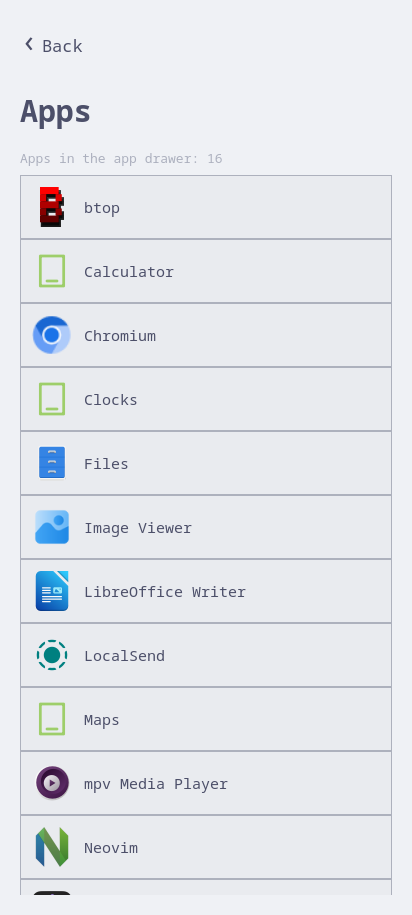 Back
Apps
Apps in the app drawer: 16
btop
Calculator
Chromium
Clocks
Files
Image Viewer
LibreOffice Writer
LocalSend
Maps
mpv Media Player
Neovim